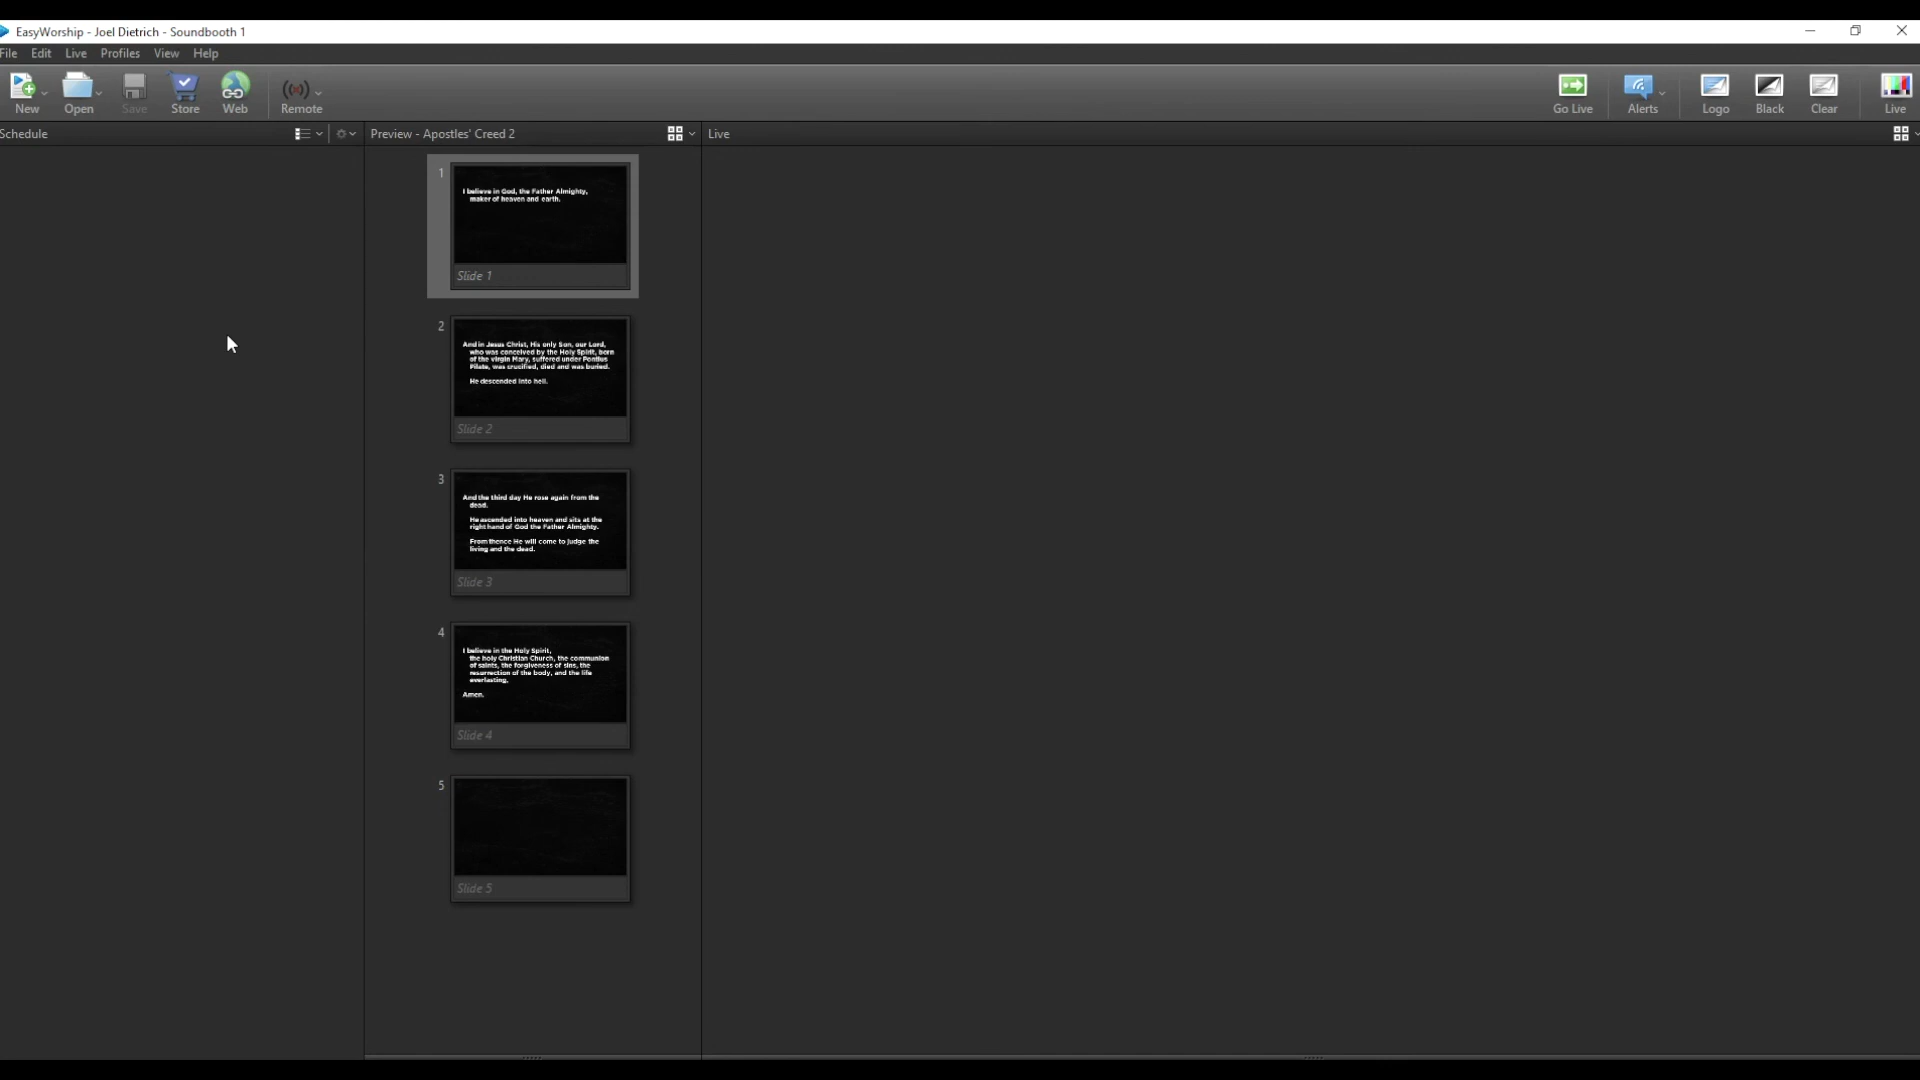 EasyWorship - Joel Dietrich - Soundbooth 1
File Edit Live Profiles View Help
New Open Save Store Web Remote Go Live Alerts Logo Black Clear Live
Schedule Preview - Apostles' Creed 2 Live
1
I believe in God, the Father Almighty,
maker of heaven and earth.
Slide 1
2
And in Jesus Christ, His only Son, our Lord,
who was conceived by the Holy Spirit, born
of the virgin Mary, suffered under Pontius
Pilate, was crucified, died and was buried.
He descended into hell.
Slide 2
3
And the third day He rose again from the
dead.
He ascended into heaven and sits at the
right hand of God the Father Almighty.
From thence He will come to judge the
living and the dead.
Slide 3
4
I believe in the Holy Spirit,
the holy Christian Church, the communion
of saints, the forgiveness of sins, the
resurrection of the body, and the life
everlasting.
Amen.
Slide 4
5
Slide 5